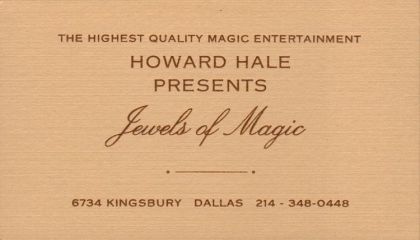 THE HIGHEST QUALITY MAGIC ENTERTAINMENT
HOWARD HALE
PRESENTS
Jewels of Magic
6734 KINGSBURY DALLAS 214 - 348-0448